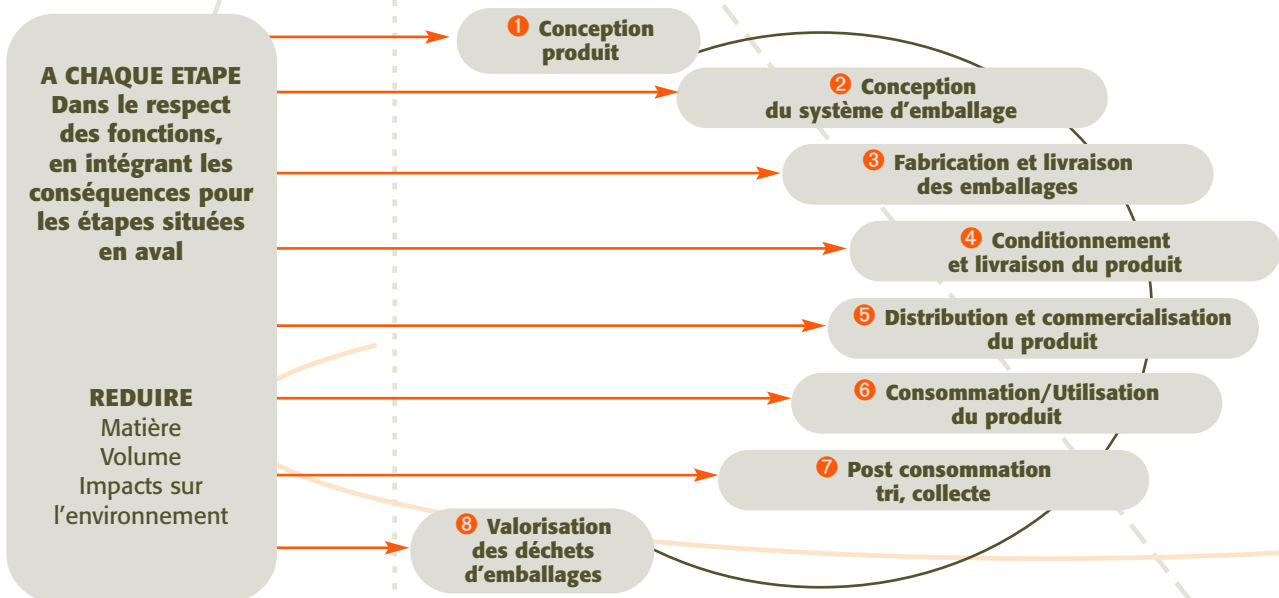 A CHAQUE ETAPE
Dans le respect
des fonctions,
en intégrant les
conséquences pour
les étapes situées
en aval
REDUIRE
Matière
Volume
Impacts sur
l’environnement
❶ Conception
produit
❷ Conception
du système d’emballage
❸ Fabrication et livraison
des emballages
❹ Conditionnement
et livraison du produit
❺ Distribution et commercialisation
du produit
❻ Consommation/Utilisation
du produit
❼ Post consommation
tri, collecte
❽ Valorisation
des déchets
d’emballages